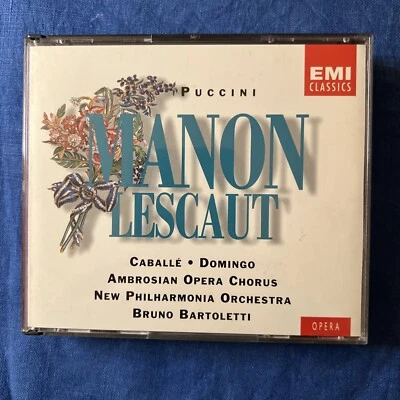 PUCCINI
EMI
CLASSICS
MANON
LESCAUT
CABALLÉ • DOMINGO
AMBROSIAN OPERA CHORUS
NEW PHILHARMONIA ORCHESTRA
BRUNO BARTOLETTI
OPERA